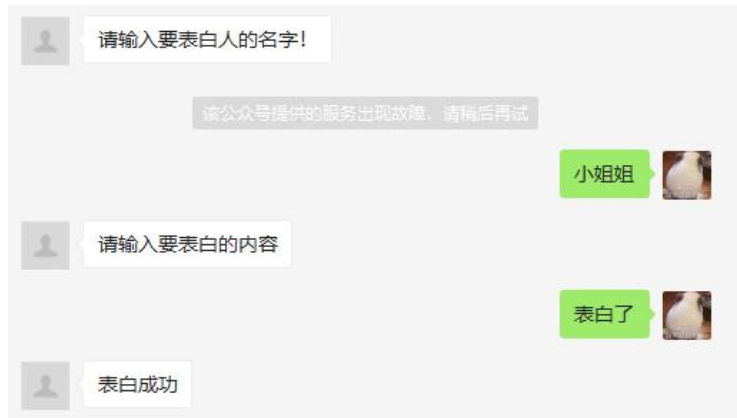 请输入要表白人的名字!
该公众号提供的服务出现故障，请稍后再试
小姐姐
请输入要表白的内容
表白了
表白成功